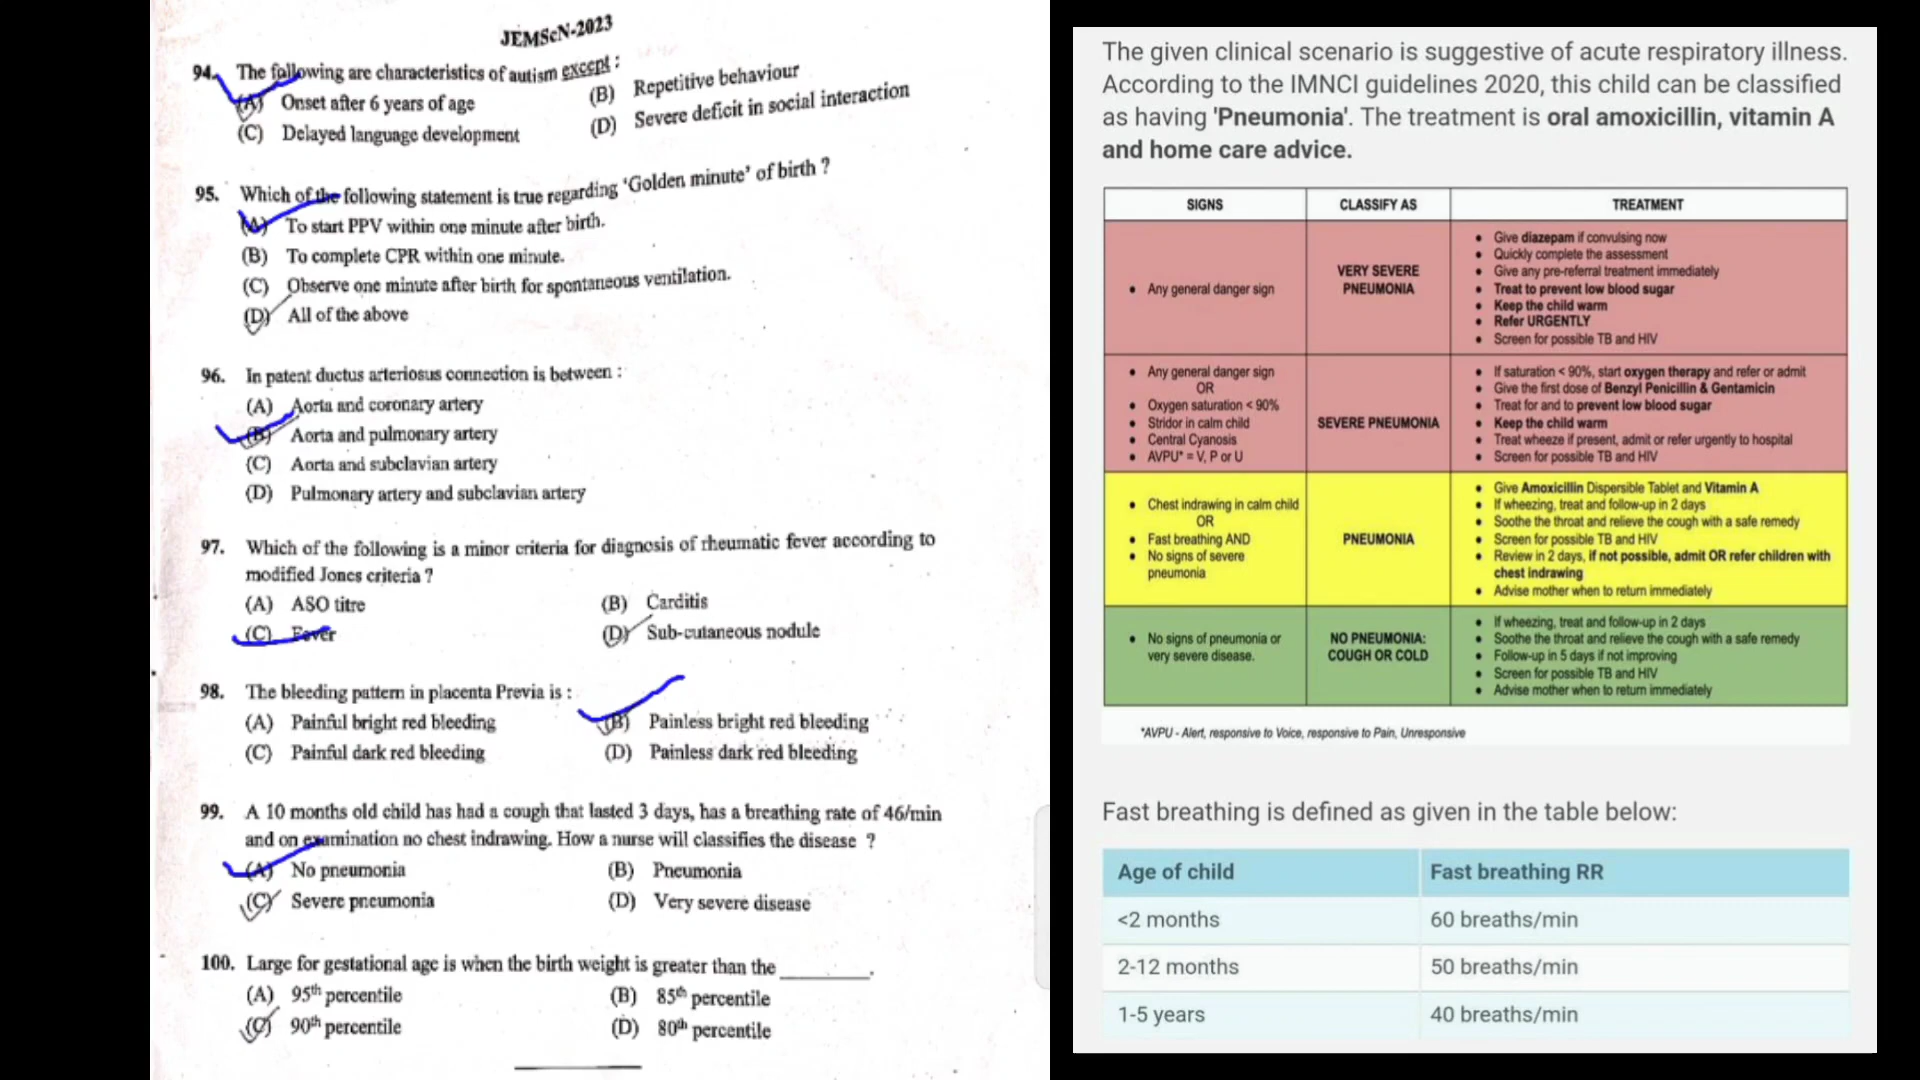 JEMScN-2023
94. The following are characteristics of autism except :
(A) Onset after 6 years of age (B) Repetitive behaviour
(C) Delayed language development (D) Severe deficit in social interaction
95. Which of the following statement is true regarding 'Golden minute' of birth ?
(A) To start PPV within one minute after birth.
(B) To complete CPR within one minute.
(C) Observe one minute after birth for spontaneous ventilation.
(D) All of the above
96. In patent ductus arteriosus connection is between :
(A) Aorta and coronary artery
(B) Aorta and pulmonary artery
(C) Aorta and subclavian artery
(D) Pulmonary artery and subclavian artery
97. Which of the following is a minor criteria for diagnosis of rheumatic fever according to
modified Jones criteria ?
(A) ASO titre (B) Carditis
(C) Fever (D) Sub-cutaneous nodule
98. The bleeding pattern in placenta Previa is :
(A) Painful bright red bleeding (B) Painless bright red bleeding
(C) Painful dark red bleeding (D) Painless dark red bleeding
99. A 10 months old child has had a cough that lasted 3 days, has a breathing rate of 46/min
and on examination no chest indrawing. How a nurse will classifies the disease ?
(A) No pneumonia (B) Pneumonia
(C) Severe pneumonia (D) Very severe disease
100. Large for gestational age is when the birth weight is greater than the ________.
(A) 95th percentile (B) 85th percentile
(C) 90th percentile (D) 80th percentile
The given clinical scenario is suggestive of acute respiratory illness.
According to the IMNCI guidelines 2020, this child can be classified
as having 'Pneumonia'. The treatment is oral amoxicillin, vitamin A
and home care advice.
SIGNS CLASSIFY AS TREATMENT
• Any general danger sign
VERY SEVERE
PNEUMONIA
• Give diazepam if convulsing now
• Quickly complete the assessment
• Give any pre-referral treatment immediately
• Treat to prevent low blood sugar
• Keep the child warm
• Refer URGENTLY
• Screen for possible TB and HIV
• Any general danger sign
OR
• Oxygen saturation < 90%
• Stridor in calm child
• Central Cyanosis
• AVPU* = V, P or U
SEVERE PNEUMONIA
• If saturation < 90%, start oxygen therapy and refer or admit
• Give the first dose of Benzyl Penicillin & Gentamicin
• Treat for and to prevent low blood sugar
• Keep the child warm
• Treat wheeze if present, admit or refer urgently to hospital
• Screen for possible TB and HIV
• Chest indrawing in calm child
OR
• Fast breathing AND
• No signs of severe
pneumonia
PNEUMONIA
• Give Amoxicillin Dispersible Tablet and Vitamin A
• If wheezing, treat and follow-up in 2 days
• Soothe the throat and relieve the cough with a safe remedy
• Screen for possible TB and HIV
• Review in 2 days, if not possible, admit OR refer children with
chest indrawing
• Advise mother when to return immediately
• No signs of pneumonia or
very severe disease.
NO PNEUMONIA:
COUGH OR COLD
• If wheezing, treat and follow-up in 2 days
• Soothe the throat and relieve the cough with a safe remedy
• Follow-up in 5 days if not improving
• Screen for possible TB and HIV
• Advise mother when to return immediately
*AVPU - Alert, responsive to Voice, responsive to Pain, Unresponsive
Fast breathing is defined as given in the table below:
Age of child Fast breathing RR
<2 months 60 breaths/min
2-12 months 50 breaths/min
1-5 years 40 breaths/min